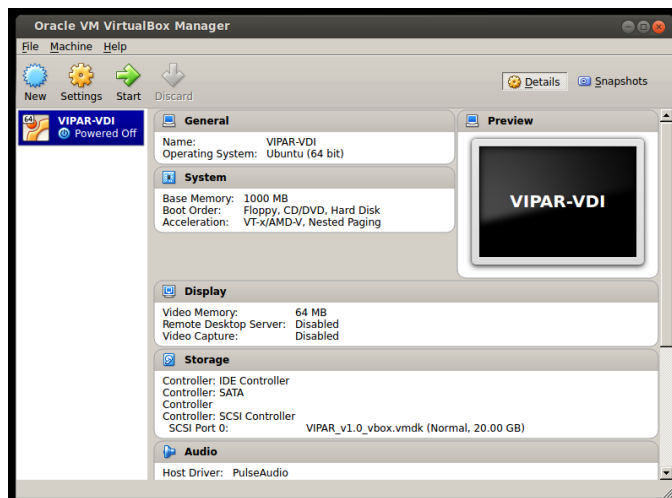 Oracle VM VirtualBox Manager
File Machine Help
New Settings Start Discard
Details Snapshots
64
VIPAR-VDI
Powered Off
General
Name: VIPAR-VDI
Operating System: Ubuntu (64 bit)
Preview
VIPAR-VDI
System
Base Memory: 1000 MB
Boot Order: Floppy, CD/DVD, Hard Disk
Acceleration: VT-x/AMD-V, Nested Paging
Display
Video Memory: 64 MB
Remote Desktop Server: Disabled
Video Capture: Disabled
Storage
Controller: IDE Controller
Controller: SATA
Controller
Controller: SCSI Controller
SCSI Port 0: VIPAR_v1.0_vbox.vmdk (Normal, 20.00 GB)
Audio
Host Driver: PulseAudio